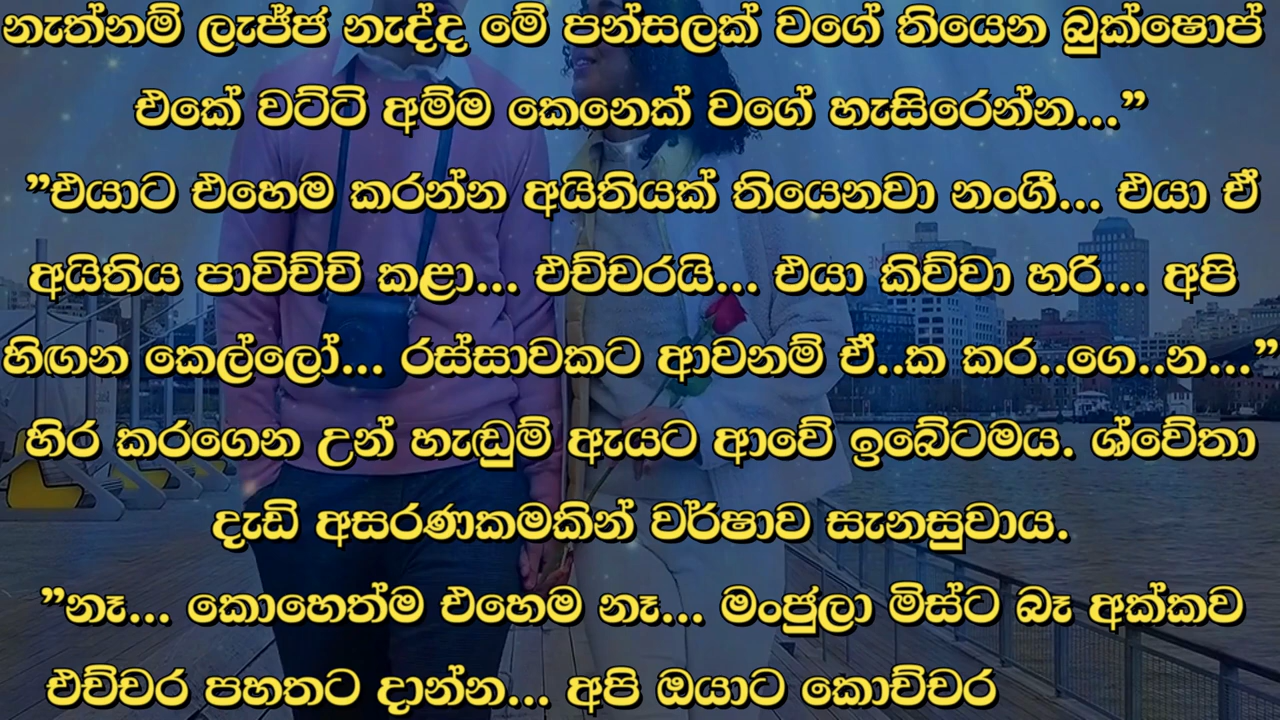 නැත්නම් ලැජ්ජ නැද්ද මේ පන්සලක් වගේ තියෙන බුක්ෂොප්
එකේ වට්ටි අම්ම කෙනෙක් වගේ හැසිරෙන්න...”
”එයාට එහෙම කරන්න අයිතියක් තියෙනවා නංගී... එයා ඒ
අයිතිය පාවිච්චි කළා... එච්චරයි... එයා කිව්වා හරි... අපි
හිඟන කෙල්ලෝ... රස්සාවකට ආවනම් ඒ..ක කර..ගෙ..න...”
හිර කරගෙන උන් හැඬුම් ඇයට ආවේ ඉබේටමය. ශ්වේතා
දැඩි අසරණකමකින් වර්ෂාව සැනසුවාය.
”නෑ... කොහෙත්ම එහෙම නෑ... මංජුලා මිස්ට බෑ අක්කව
එච්චර පහතට දාන්න... අපි ඔයාට කොච්චර